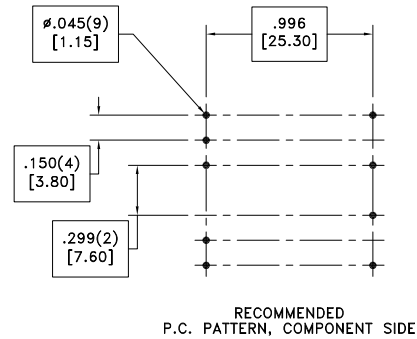 ø.045(9)
[1.15]
.996
[25.30]
.150(4)
[3.80]
.299(2)
[7.60]
RECOMMENDED
P.C. PATTERN, COMPONENT SIDE